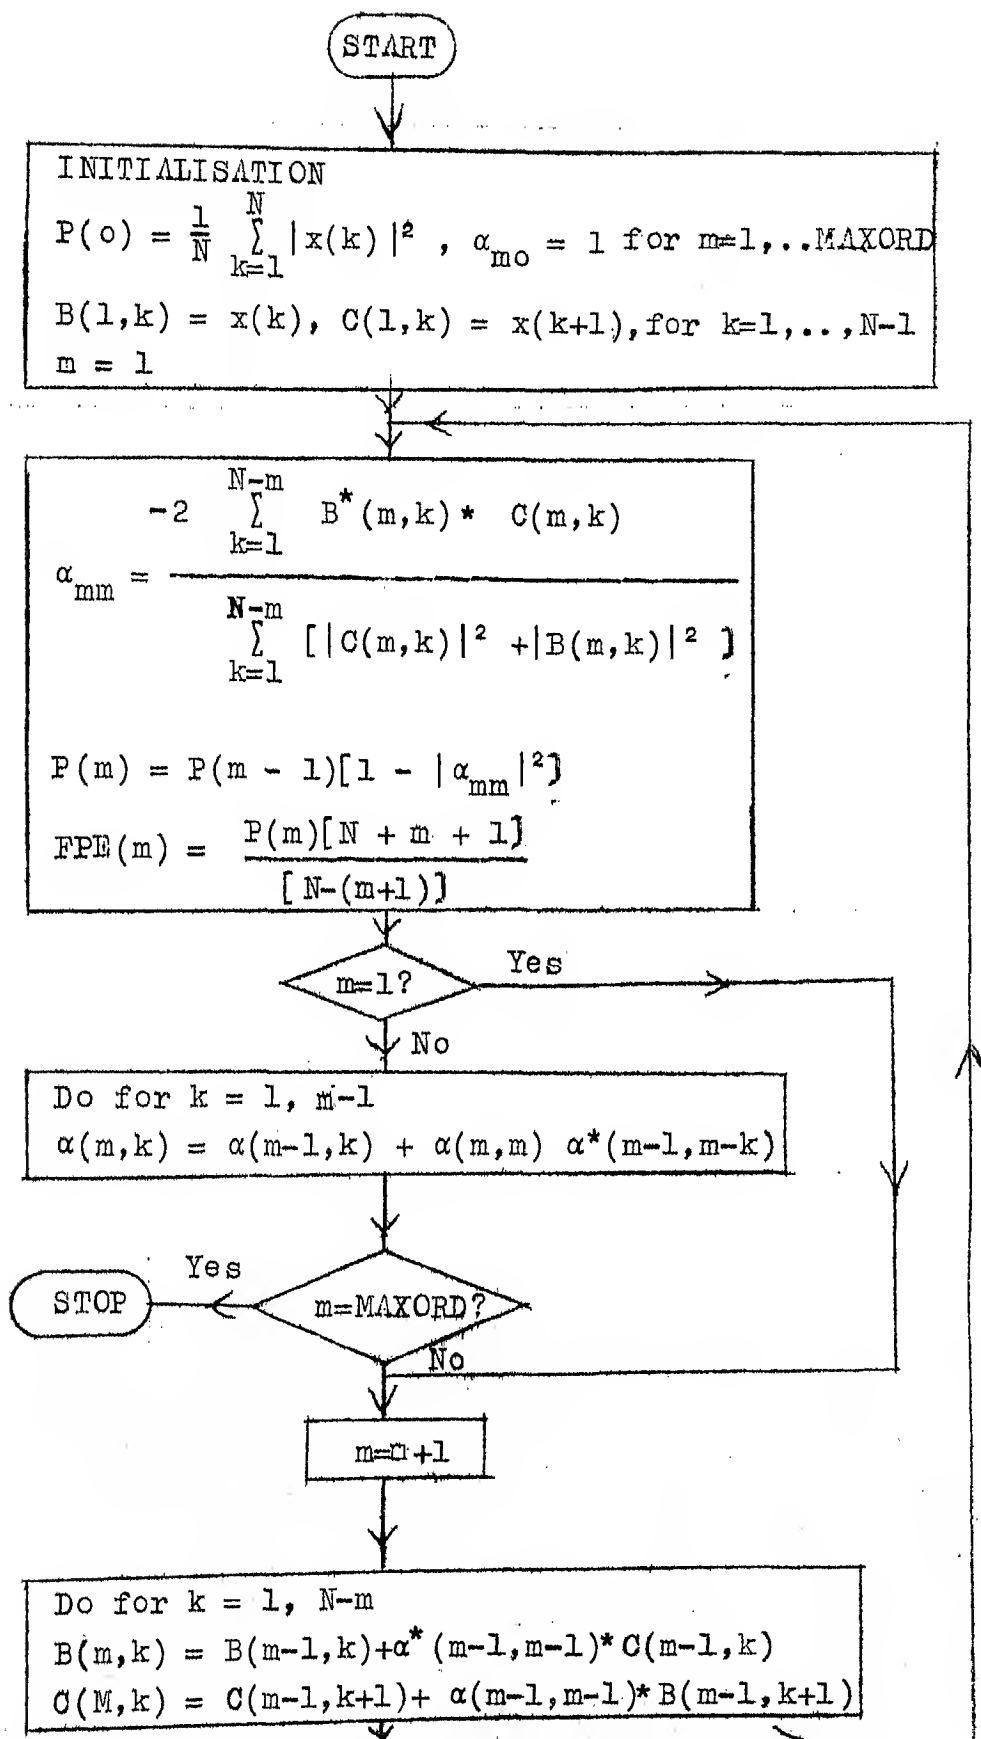 START
INITIALISATION
P(o) = 1/N N∑k=1 |x(k)|² , α_mo = 1 for m=1,..MAXORD
B(1,k) = x(k), C(1,k) = x(k+1),for k=1,..,N-1
m = 1
-2 N-m∑k=1 B*(m,k)* C(m,k)
α_mm =
N-m∑k=1 [|C(m,k)|² +|B(m,k)|² ]
P(m) = P(m - 1)[1 - |α_mm|²]
FPE(m) = P(m)[N + m + 1]
[ N-(m+1)]
m=1?
Yes
No
Do for k = 1, m-1
α(m,k) = α(m-1,k) + α(m,m) α*(m-1,m-k)
Yes
STOP
m=MAXORD?
No
m=m+1
Do for k = 1, N-m
B(m,k) = B(m-1,k)+α*(m-1,m-1)*C(m-1,k)
C(M,k) = C(m-1,k+1)+ α(m-1,m-1)*B(m-1,k+1)